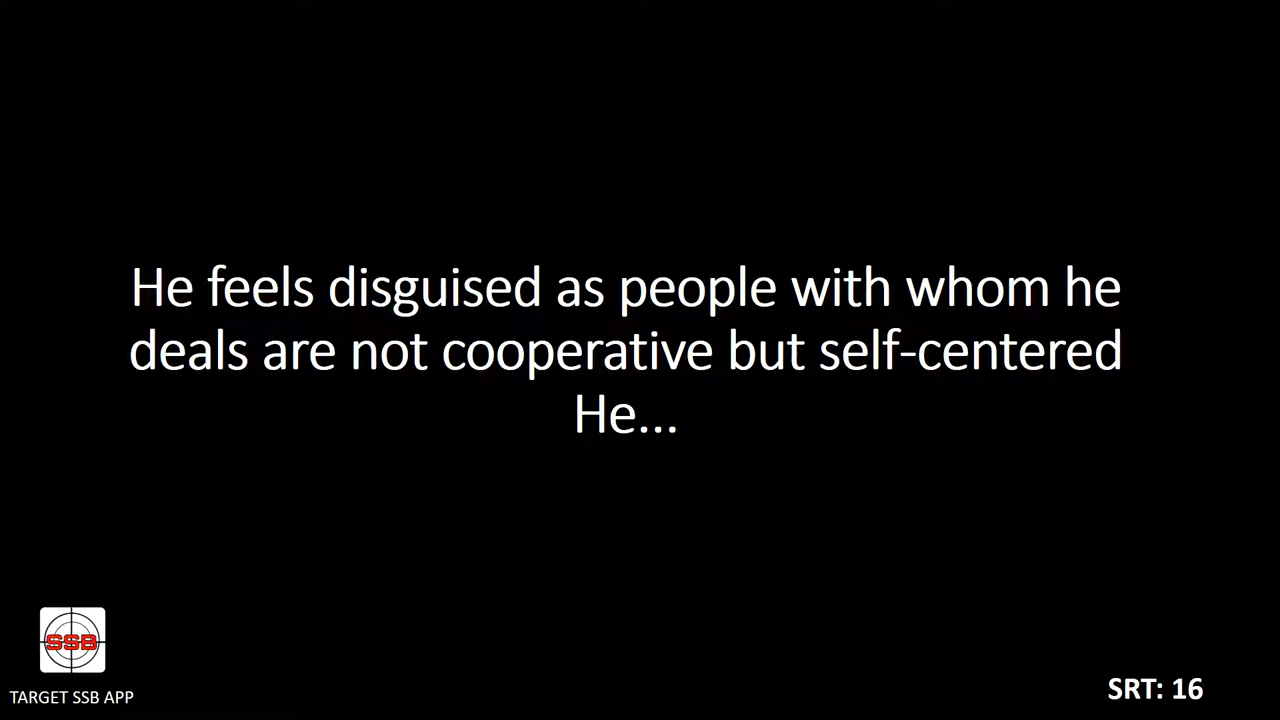 He feels disguised as people with whom he
deals are not cooperative but self-centered
He...
SSB
TARGET SSB APP
SRT: 16